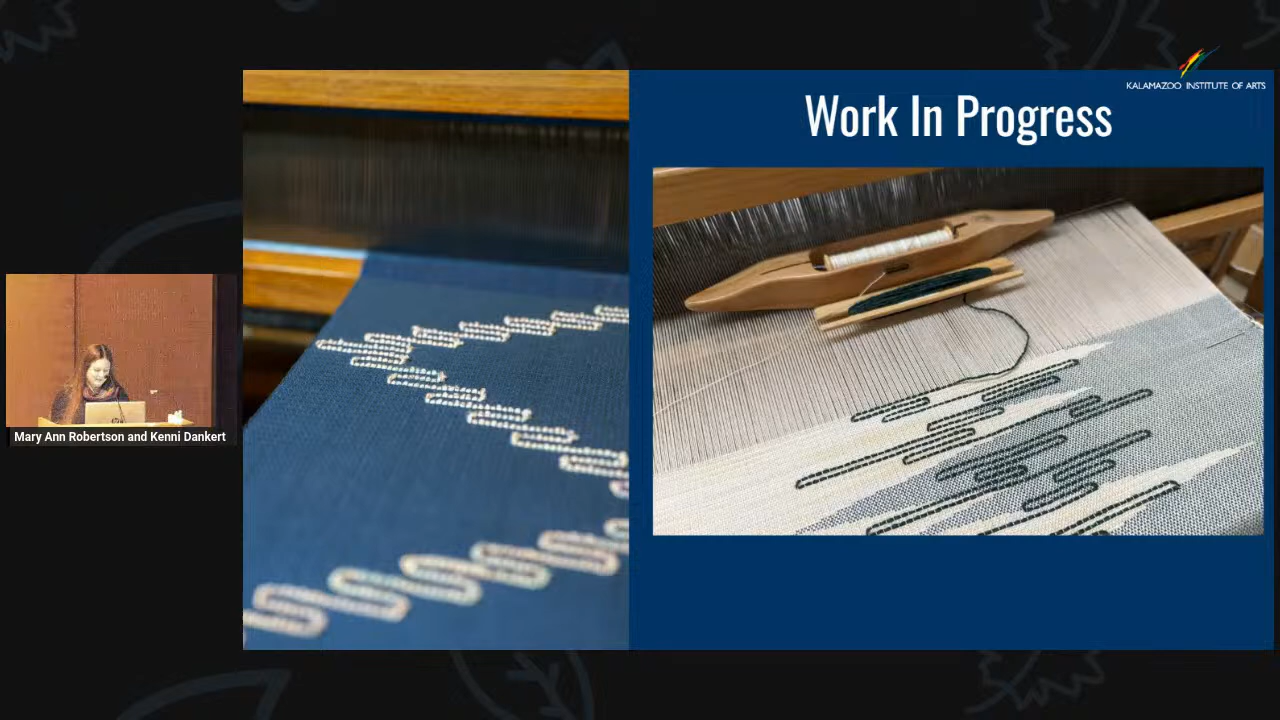 KALAMAZOO INSTITUTE OF ARTS
Work In Progress
Mary Ann Robertson and Kenni Dankert